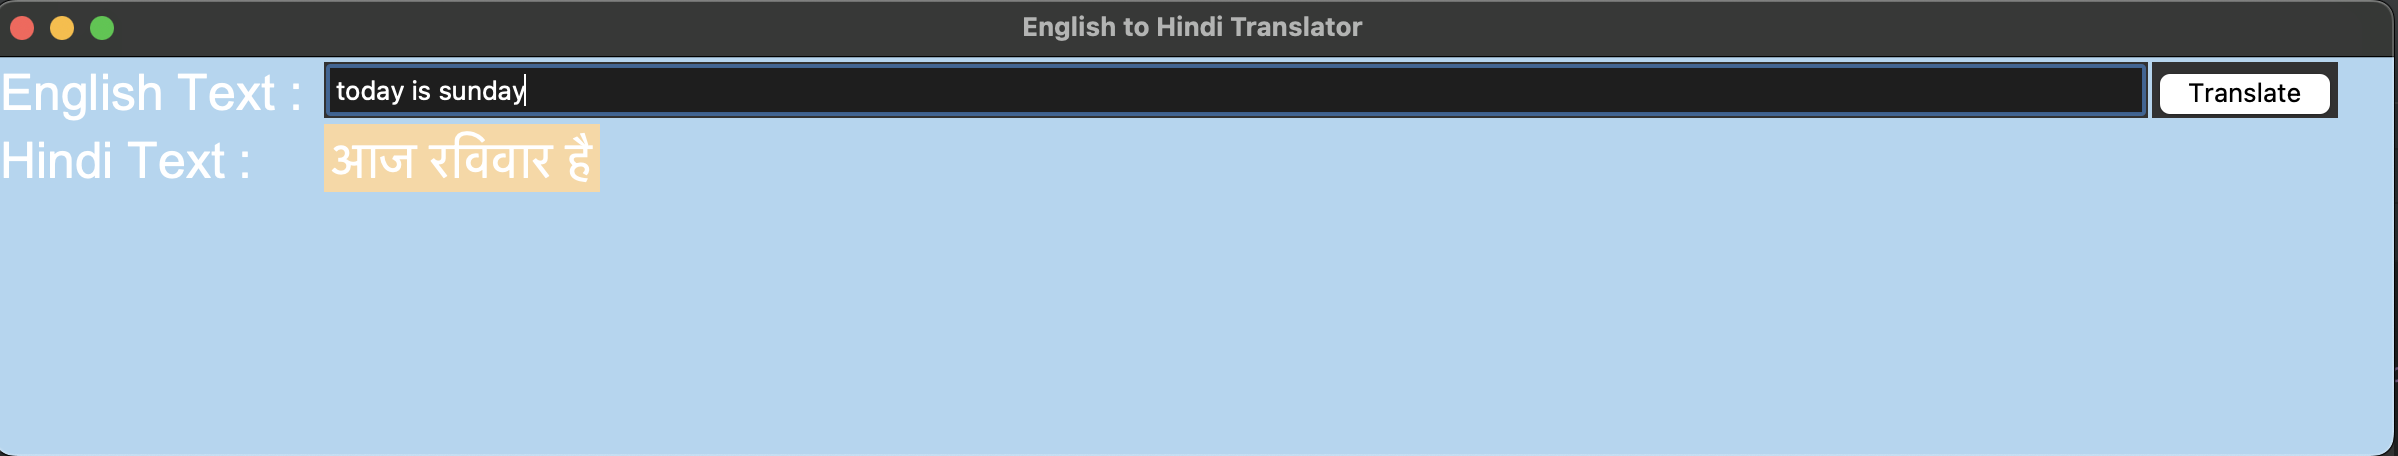 English to Hindi Translator
English Text : today is sunday Translate
Hindi Text : आज रविवार है